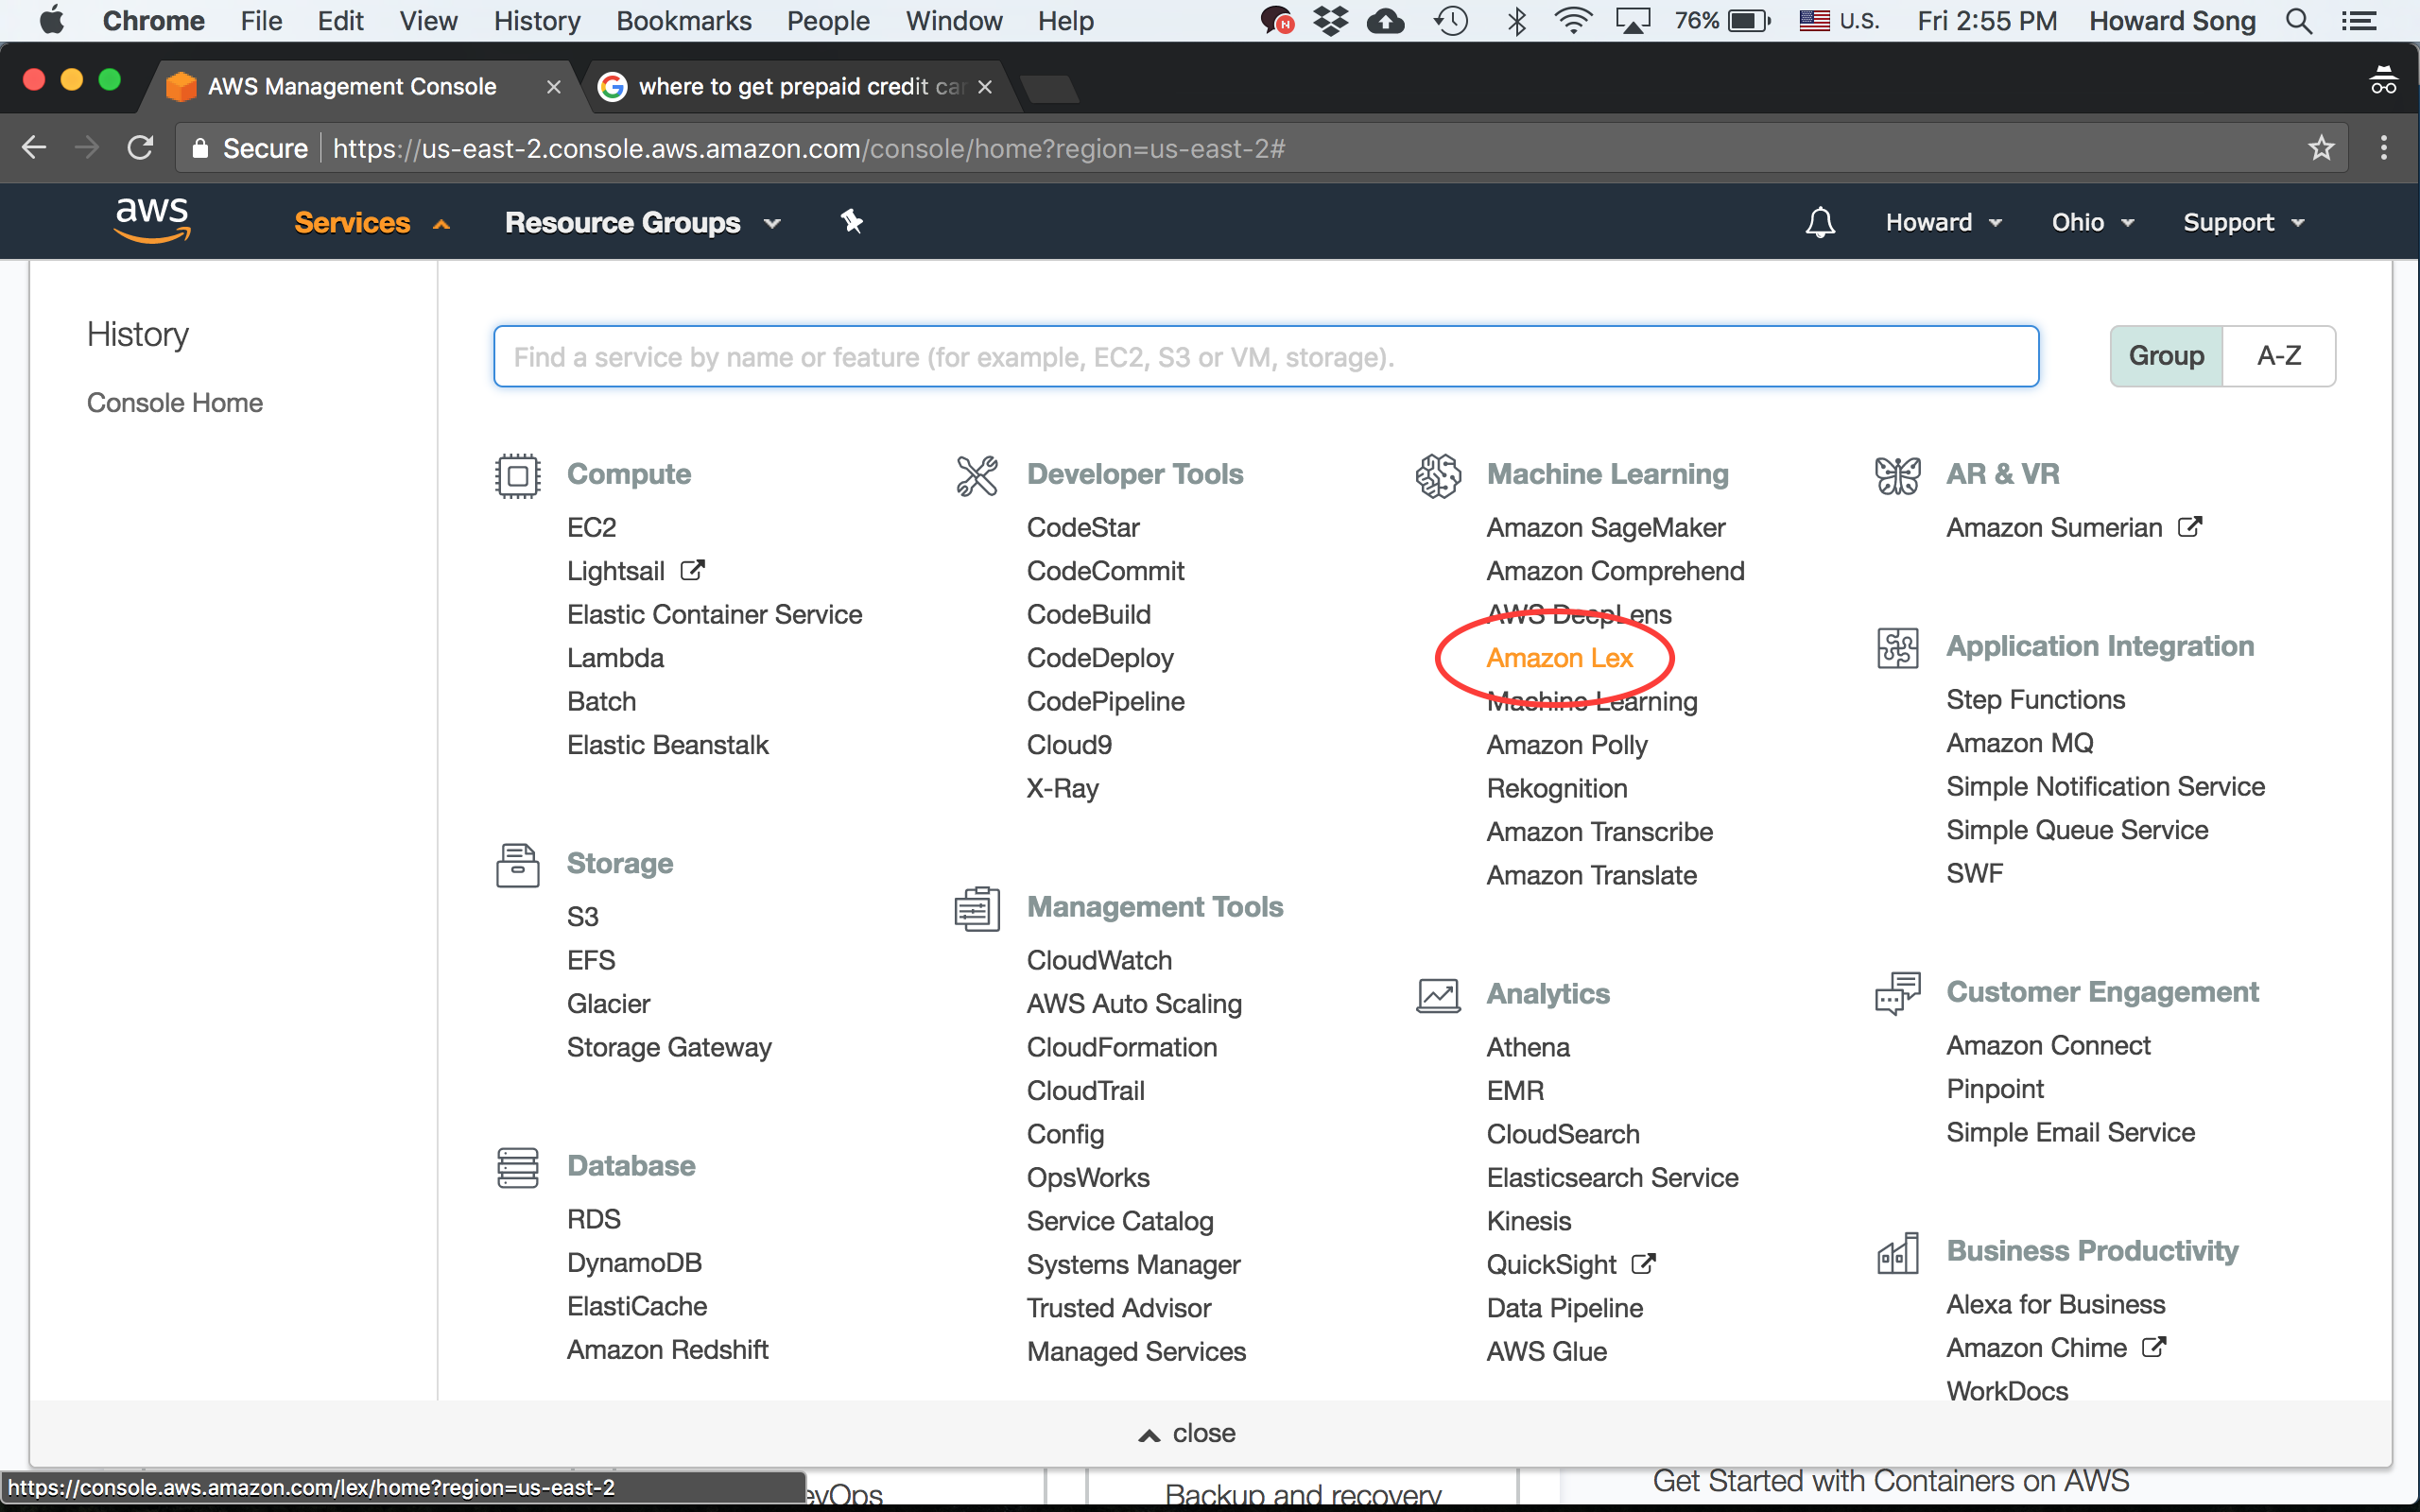 Chrome File Edit View History Bookmarks People Window Help N 76% U.S. Fri 2:55 PM Howard Song
AWS Management Console
where to get prepaid credit car
Secure https://us-east-2.console.aws.amazon.com/console/home?region=us-east-2#
aws Services Resource Groups Howard Ohio Support
History
Console Home
Find a service by name or feature (for example, EC2, S3 or VM, storage).
Group A-Z
Compute
EC2
Lightsail
Elastic Container Service
Lambda
Batch
Elastic Beanstalk
Storage
S3
EFS
Glacier
Storage Gateway
Database
RDS
DynamoDB
ElastiCache
Amazon Redshift
Developer Tools
CodeStar
CodeCommit
CodeBuild
CodeDeploy
CodePipeline
Cloud9
X-Ray
Management Tools
CloudWatch
AWS Auto Scaling
CloudFormation
CloudTrail
Config
OpsWorks
Service Catalog
Systems Manager
Trusted Advisor
Managed Services
Machine Learning
Amazon SageMaker
Amazon Comprehend
AWS DeepLens
Amazon Lex
Machine Learning
Amazon Polly
Rekognition
Amazon Transcribe
Amazon Translate
Analytics
Athena
EMR
CloudSearch
Elasticsearch Service
Kinesis
QuickSight
Data Pipeline
AWS Glue
AR & VR
Amazon Sumerian
Application Integration
Step Functions
Amazon MQ
Simple Notification Service
Simple Queue Service
SWF
Customer Engagement
Amazon Connect
Pinpoint
Simple Email Service
Business Productivity
Alexa for Business
Amazon Chime
WorkDocs
close
https://console.aws.amazon.com/lex/home?region=us-east-2
Backup and recovery
Get Started with Containers on AWS